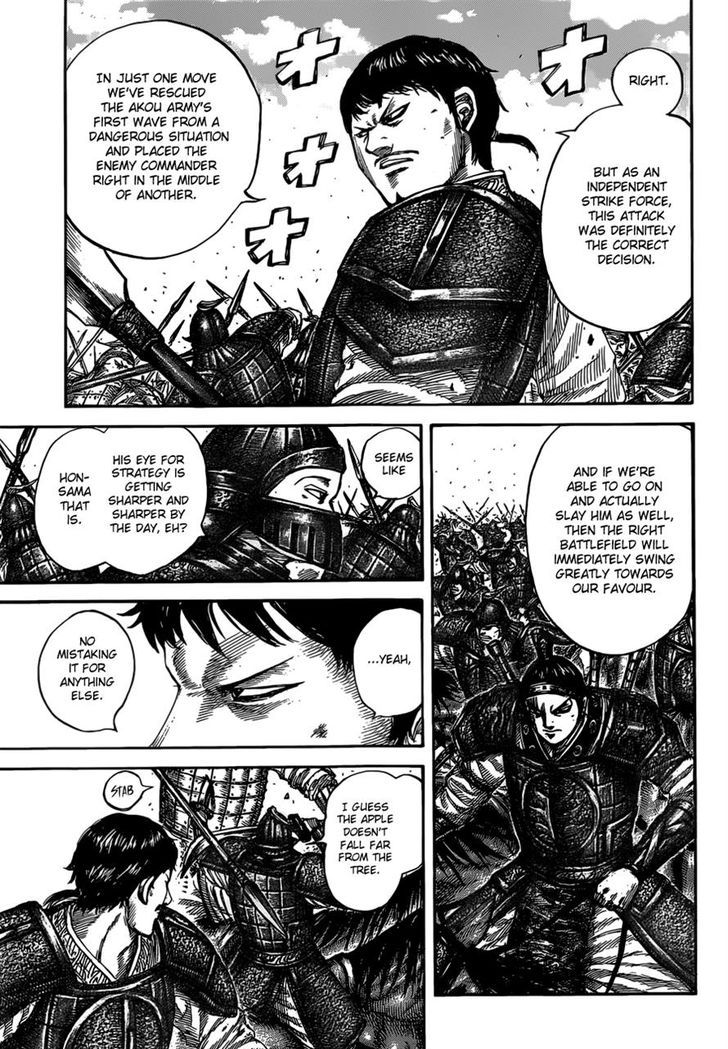 RIGHT.
BUT AS AN
INDEPENDENT
STRIKE FORCE,
THIS ATTACK
WAS DEFINITELY
THE CORRECT
DECISION.
オ
オ
オ
オ
IN JUST ONE MOVE
WE'VE RESCUED
THE AKOU ARMY'S
FIRST WAVE FROM A
DANGEROUS SITUATION
AND PLACED THE
ENEMY COMMANDER
RIGHT IN THE MIDDLE
OF ANOTHER.
AND IF WE'RE
ABLE TO GO ON
AND ACTUALLY
SLAY HIM AS WELL,
THEN THE RIGHT
BATTLEFIELD WILL
IMMEDIATELY SWING
GREATLY TOWARDS
OUR FAVOUR.
SEEMS
LIKE
HIS EYE FOR
STRATEGY IS
GETTING
SHARPER AND
SHARPER BY
THE DAY, EH?
HON-
SAMA
THAT
IS.
...YEAH,
NO
MISTAKING
IT FOR
ANYTHING
ELSE.
I GUESS
THE APPLE
DOESN'T
FALL FAR
FROM THE
TREE.
STAB